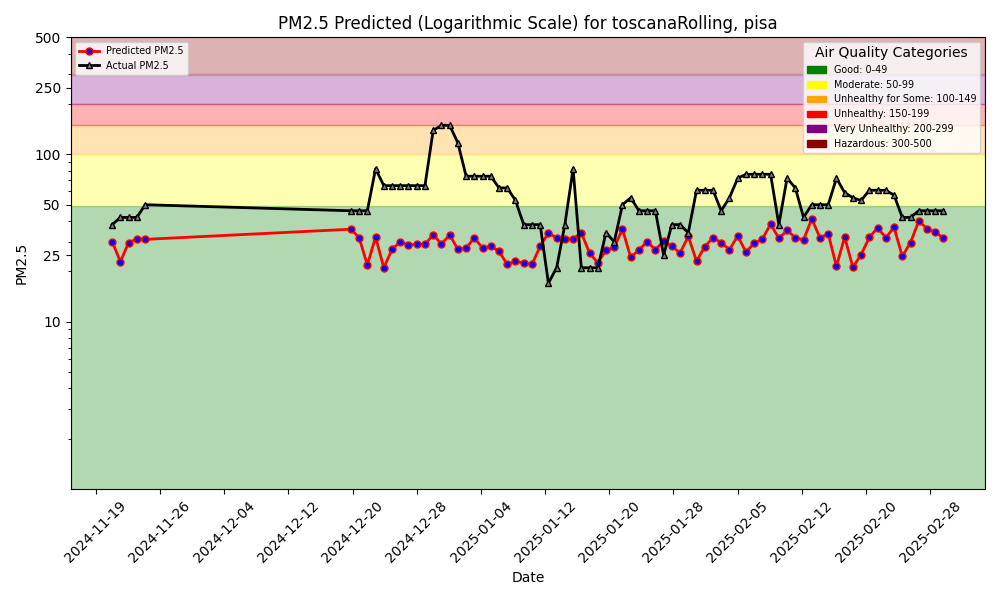 PM2.5 Predicted (Logarithmic Scale) for toscanaRolling, pisa
Predicted PM2.5
Actual PM2.5
Air Quality Categories
Good: 0-49
Moderate: 50-99
Unhealthy for Some: 100-149
Unhealthy: 150-199
Very Unhealthy: 200-299
Hazardous: 300-500
PM2.5
500
250
100
50
25
10
2024-11-19
2024-11-26
2024-12-04
2024-12-12
2024-12-20
2024-12-28
2025-01-04
2025-01-12
2025-01-20
2025-01-28
2025-02-05
2025-02-12
2025-02-20
2025-02-28
Date